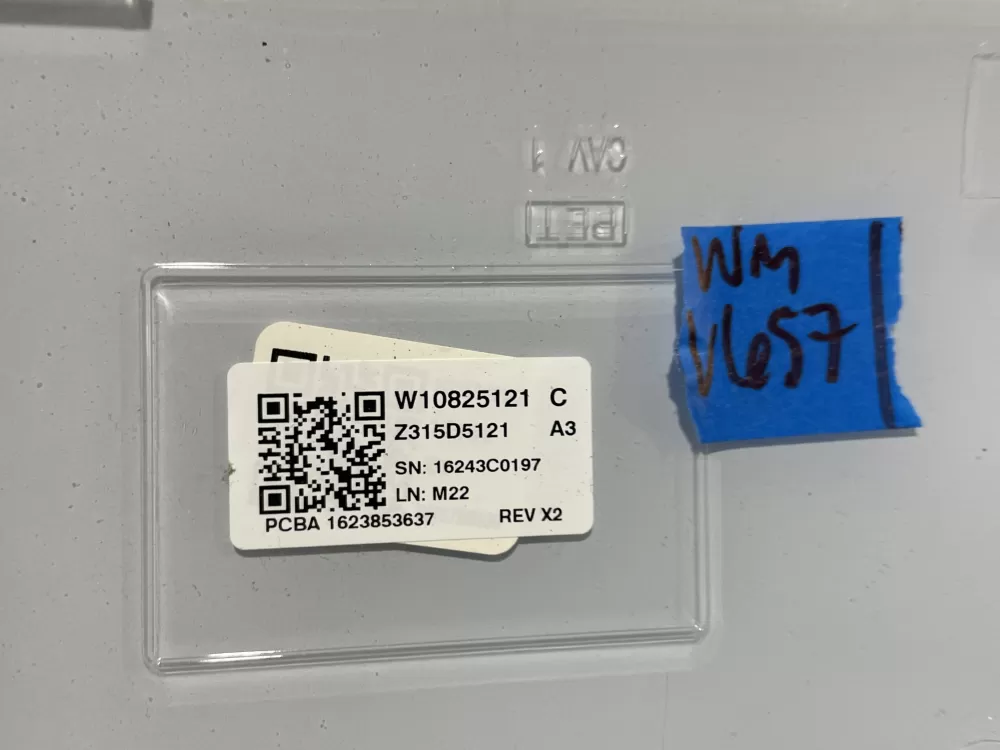 CAV 1
PET
WM
V657
W10825121 C
Z315D5121 A3
SN: 16243C0197
LN: M22
PCBA 1623853637 REV X2